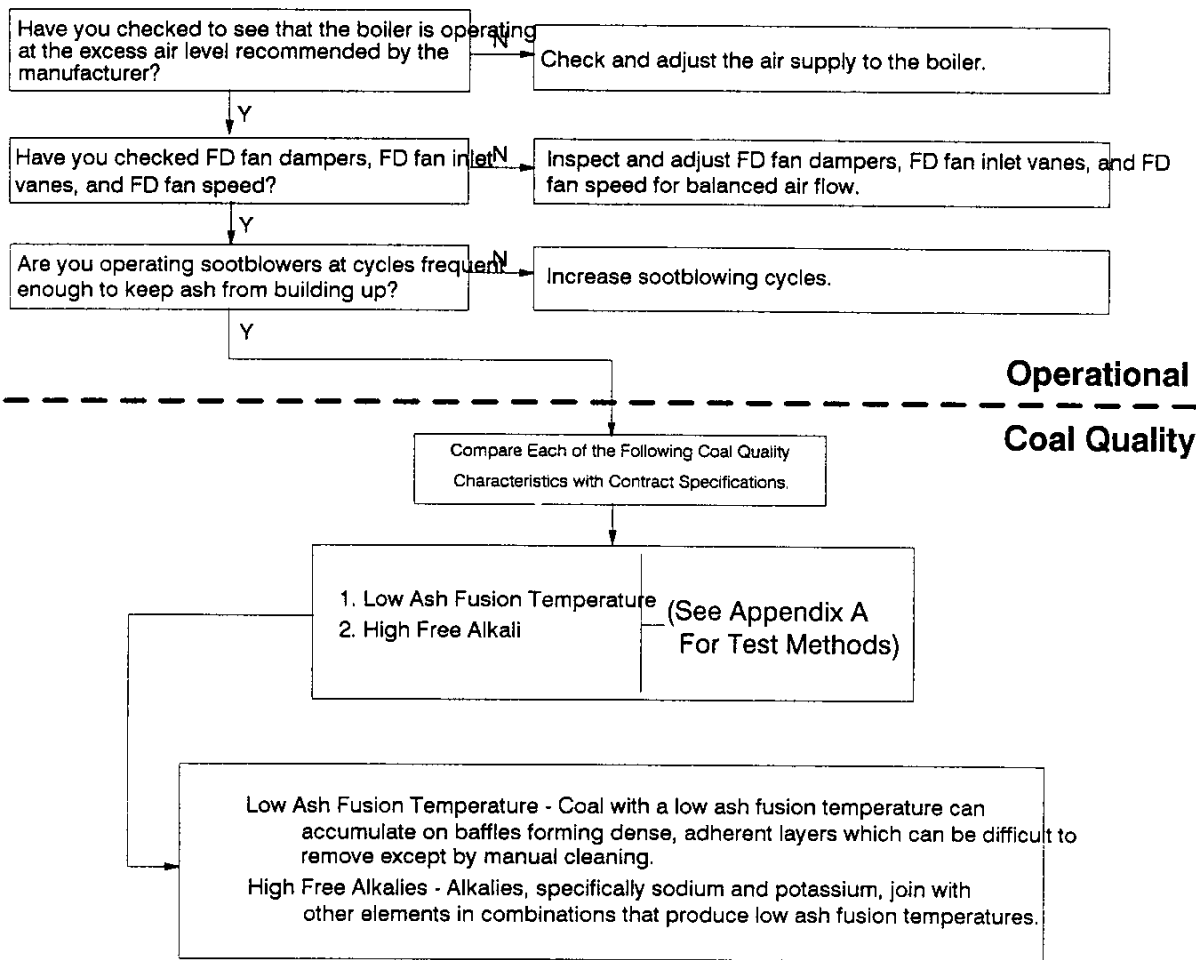 Have you checked to see that the boiler is operating
at the excess air level recommended by the
manufacturer?
N
Check and adjust the air supply to the boiler.
Y
Have you checked FD fan dampers, FD fan inlet
vanes, and FD fan speed?
N
Inspect and adjust FD fan dampers, FD fan inlet vanes, and FD
fan speed for balanced air flow.
Y
Are you operating sootblowers at cycles frequent
enough to keep ash from building up?
N
Increase sootblowing cycles.
Y
Operational
Coal Quality
Compare Each of the Following Coal Quality
Characteristics with Contract Specifications.
1. Low Ash Fusion Temperature
2. High Free Alkali
(See Appendix A
For Test Methods)
Low Ash Fusion Temperature - Coal with a low ash fusion temperature can
accumulate on baffles forming dense, adherent layers which can be difficult to
remove except by manual cleaning.
High Free Alkalies - Alkalies, specifically sodium and potassium, join with
other elements in combinations that produce low ash fusion temperatures.